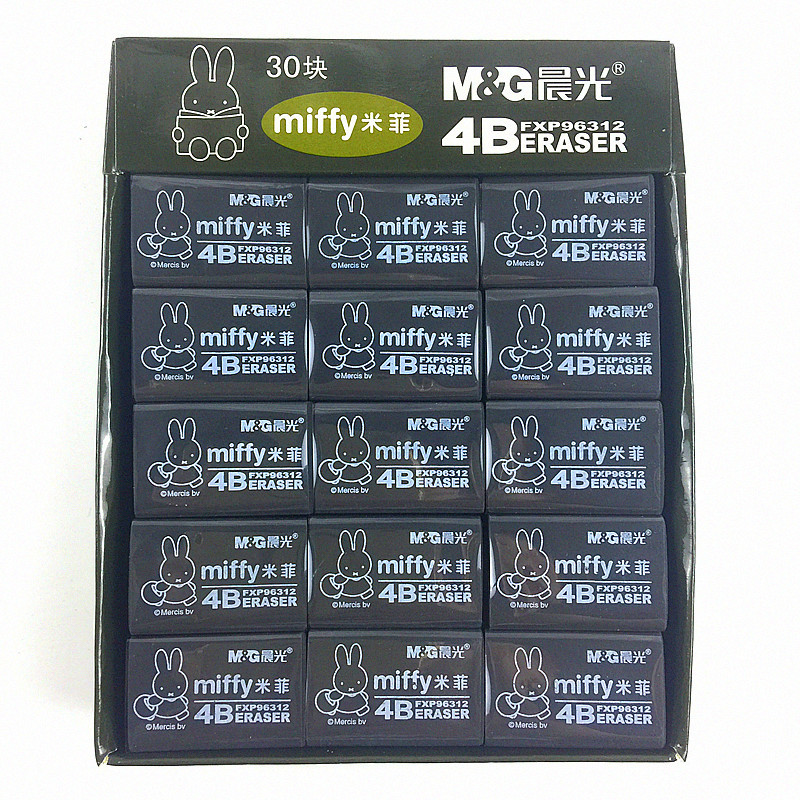 30块
miffy米菲
M&G晨光®
4B FXP96312
ERASER
M&G晨光®
miffy米菲
4B FXP96312
ERASER
©Mercis bv
M&G晨光®
miffy米菲
4B FXP96312
ERASER
©Mercis bv
M&G晨光®
miffy米菲
4B FXP96312
ERASER
©Mercis bv
M&G晨光®
miffy米菲
4B FXP96312
ERASER
©Mercis bv
M&G晨光®
miffy米菲
4B FXP96312
ERASER
©Mercis bv
M&G晨光®
miffy米菲
4B FXP96312
ERASER
©Mercis bv
M&G晨光®
miffy米菲
4B FXP96312
ERASER
©Mercis bv
M&G晨光®
miffy米菲
4B FXP96312
ERASER
©Mercis bv
M&G晨光®
miffy米菲
4B FXP96312
ERASER
©Mercis bv
M&G晨光®
miffy米菲
4B FXP96312
ERASER
©Mercis bv
M&G晨光®
miffy米菲
4B FXP96312
ERASER
©Mercis bv
M&G晨光®
miffy米菲
4B FXP96312
ERASER
©Mercis bv
M&G晨光®
miffy米菲
4B FXP96312
ERASER
©Mercis bv
M&G晨光®
miffy米菲
4B FXP96312
ERASER
©Mercis bv
M&G晨光®
miffy米菲
4B FXP96312
ERASER
©Mercis bv